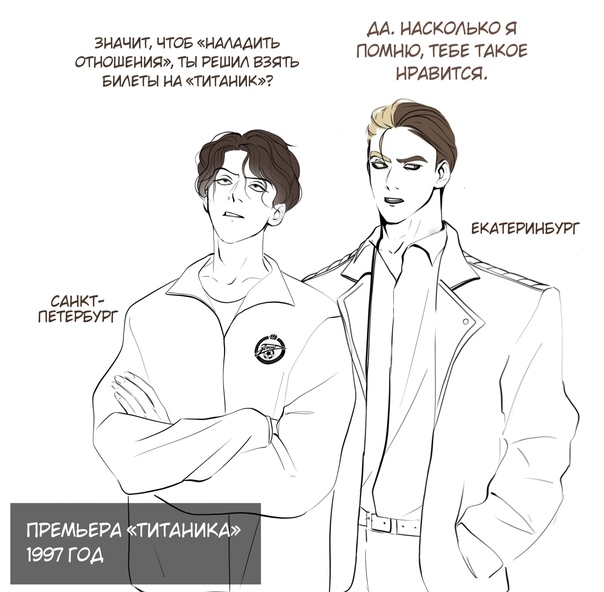 ЗНАЧИТ, ЧТОБ «НАЛАДИТЬ
ОТНОШЕНИЯ», ТЫ РЕШИЛ ВЗЯТЬ
БИЛЕТЫ НА «ТИТАНИК»?
ДА. НАСКОЛЬКО Я
ПОМНЮ, ТЕБЕ ТАКОЕ
НРАВИТСЯ.
ЕКАТЕРИНБУРГ
САНКТ-
ПЕТЕРБУРГ
ПРЕМЬЕРА «ТИТАНИКА»
1997 ГОД